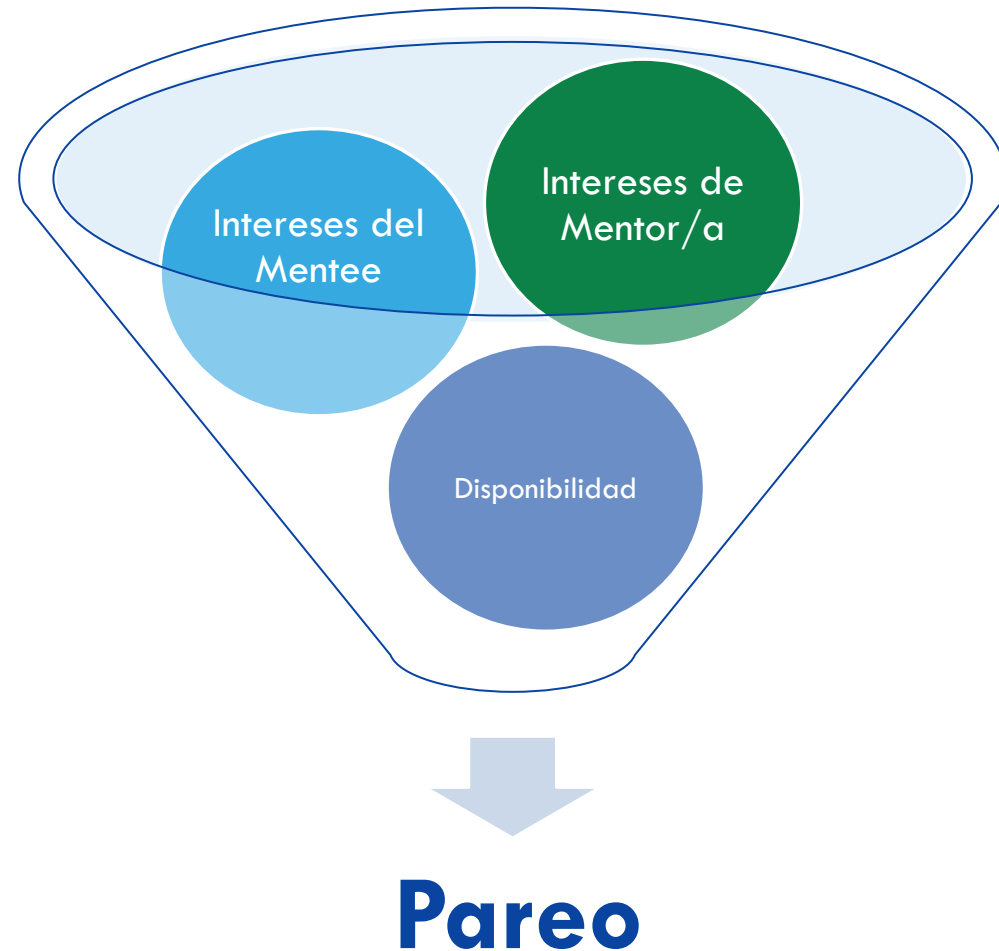 Intereses del
Mentee
Intereses de
Mentor/a
Disponibilidad
Pareo